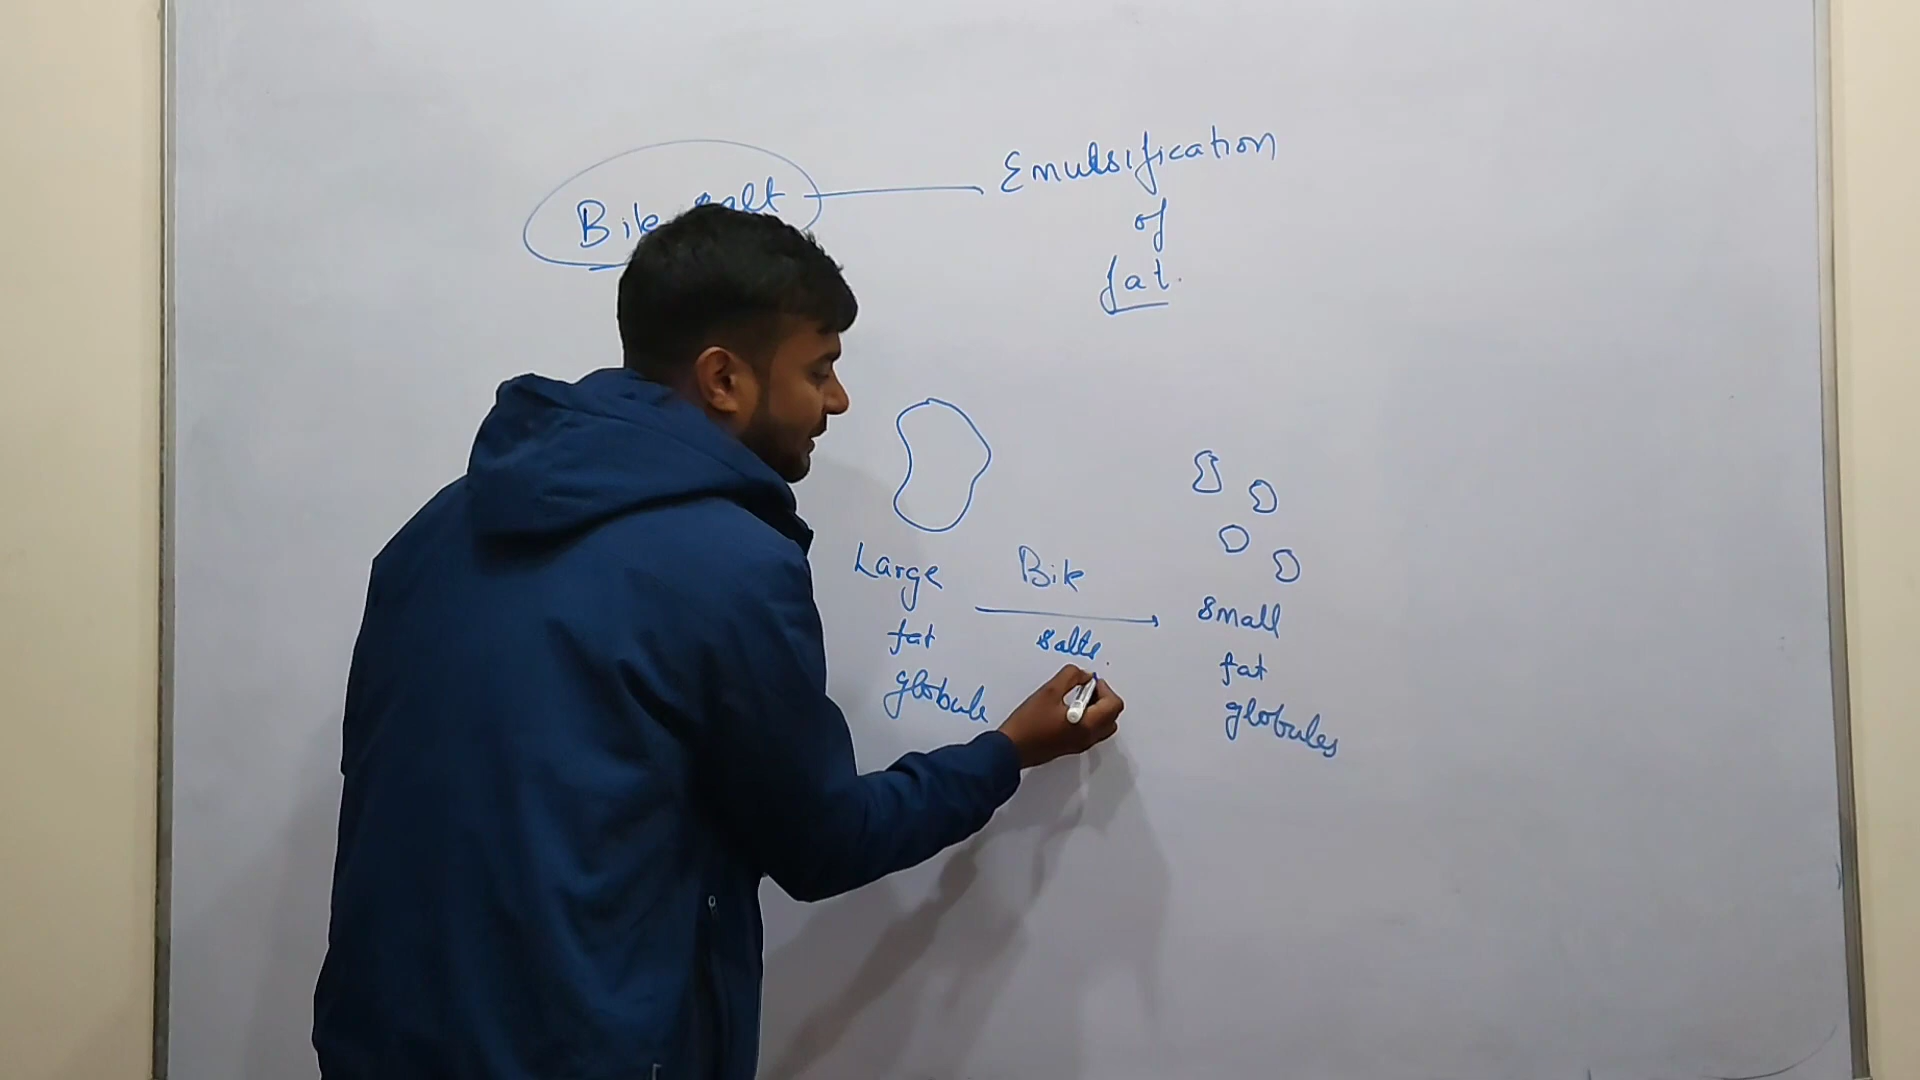 Bile salt
Emulsification
of
fat.
Large
fat
globule
Bile
salts.
small
fat
globules